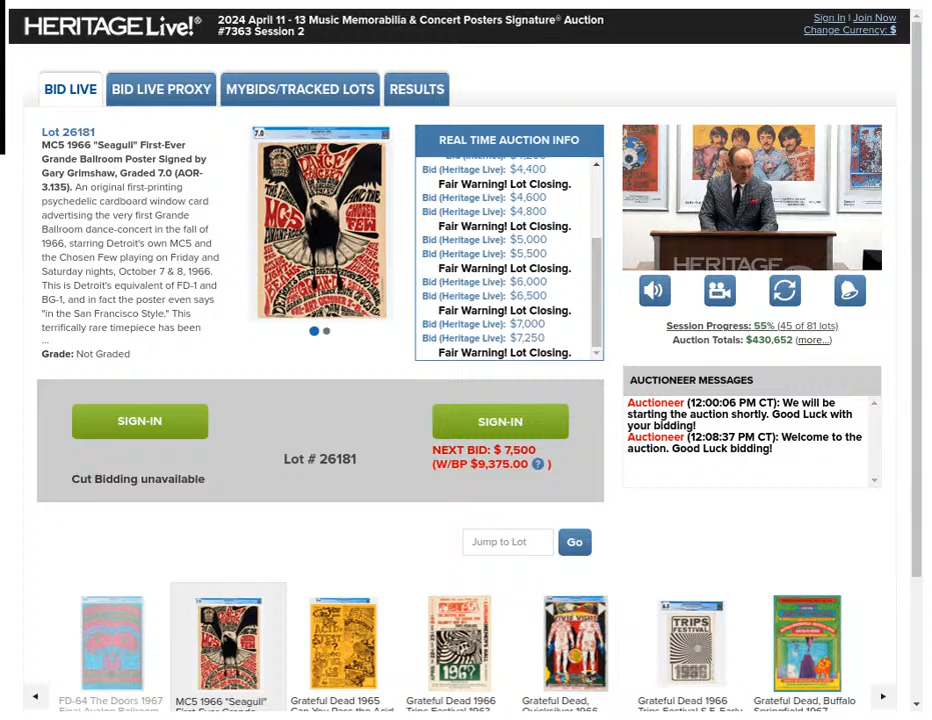 HERITAGE Live!®
2024 April 11 - 13 Music Memorabilia & Concert Posters Signature® Auction
#7363 Session 2
Sign In | Join Now
Change Currency: $
BID LIVE
BID LIVE PROXY
MYBIDS/TRACKED LOTS
RESULTS
Lot 26181
MC5 1966 "Seagull" First-Ever
Grande Ballroom Poster Signed by
Gary Grimshaw, Graded 7.0 (AOR-
3.135). An original first-printing
psychedelic cardboard window card
advertising the very first Grande
Ballroom dance-concert in the fall of
1966, starring Detroit's own MC5 and
the Chosen Few playing on Friday and
Saturday nights, October 7 & 8, 1966.
This is Detroit's equivalent of FD-1 and
BG-1, and in fact the poster even says
"in the San Francisco Style." This
terrifically rare timepiece has been
...
Grade: Not Graded
7.0
A DANCE
MC5
AVANT-ROCK
AND THE
CHOSEN
FEW
REAL TIME AUCTION INFO
Bid (Heritage Live): $4,400
Fair Warning! Lot Closing.
Bid (Heritage Live): $4,600
Bid (Heritage Live): $4,800
Fair Warning! Lot Closing.
Bid (Heritage Live): $5,000
Bid (Heritage Live): $5,500
Fair Warning! Lot Closing.
Bid (Heritage Live): $6,000
Bid (Heritage Live): $6,500
Fair Warning! Lot Closing.
Bid (Heritage Live): $7,000
Bid (Heritage Live): $7,250
Fair Warning! Lot Closing.
HERITAGE
Session Progress: 55% (45 of 81 lots)
Auction Totals: $430,652 (more...)
AUCTIONEER MESSAGES
Auctioneer (12:00:06 PM CT): We will be
starting the auction shortly. Good Luck with
your bidding!
Auctioneer (12:08:37 PM CT): Welcome to the
auction. Good Luck bidding!
SIGN-IN
Cut Bidding unavailable
Lot # 26181
SIGN-IN
NEXT BID: $ 7,500
(W/BP $9,375.00 ? )
Jump to Lot
Go
TRIPS
FESTIVAL
1966
196?
FD-64 The Doors 1967
MC5 1966 "Seagull"
Grateful Dead 1965
Grateful Dead 1966
Grateful Dead,
Grateful Dead 1966
Grateful Dead, Buffalo